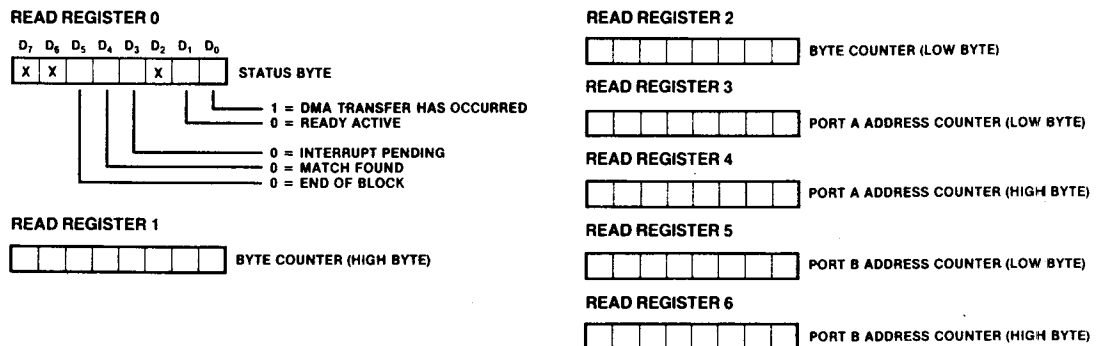 READ REGISTER 0
D7 D6 D5 D4 D3 D2 D1 D0
X X X
STATUS BYTE
1 = DMA TRANSFER HAS OCCURRED
0 = READY ACTIVE
0 = INTERRUPT PENDING
0 = MATCH FOUND
0 = END OF BLOCK
READ REGISTER 1
BYTE COUNTER (HIGH BYTE)
READ REGISTER 2
BYTE COUNTER (LOW BYTE)
READ REGISTER 3
PORT A ADDRESS COUNTER (LOW BYTE)
READ REGISTER 4
PORT A ADDRESS COUNTER (HIGH BYTE)
READ REGISTER 5
PORT B ADDRESS COUNTER (LOW BYTE)
READ REGISTER 6
PORT B ADDRESS COUNTER (HIGH BYTE)